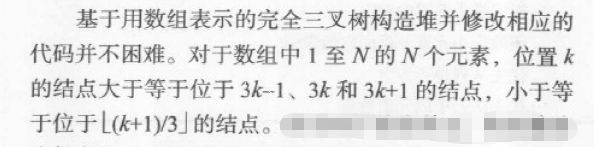 基于用数组表示的完全三叉树构造堆并修改相应的
代码并不困难。对于数组中 1 至 N 的 N 个元素，位置 k
的结点大于等于位于 3k--1、3k 和 3k+1 的结点，小于等
于位于⌊(k+1)/3⌋的结点。